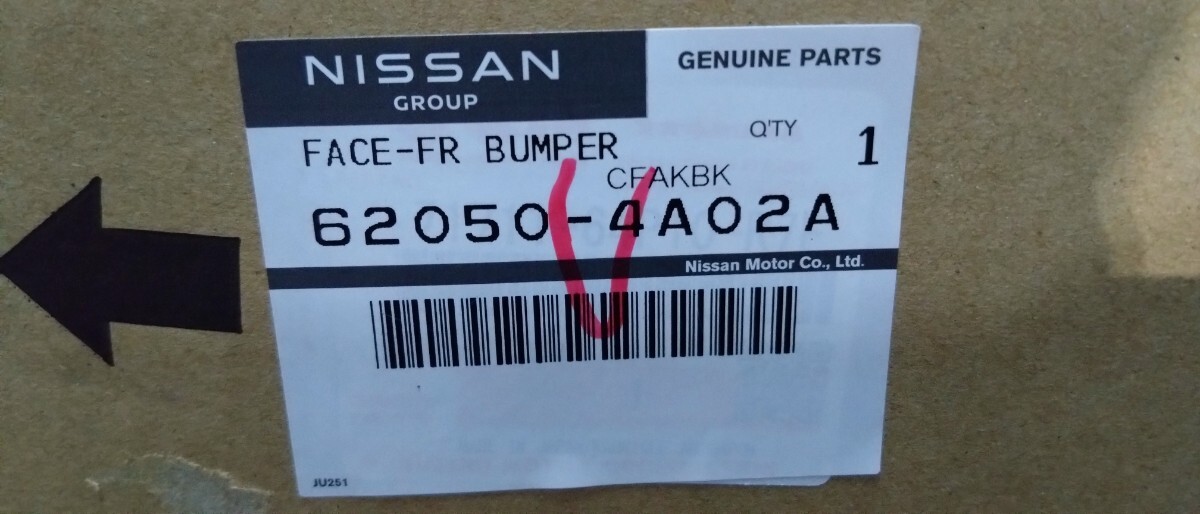 NISSAN
GROUP
GENUINE PARTS
FACE-FR BUMPER
Q'TY 1
CFAKBK
62050-4A02A
Nissan Motor Co., Ltd.
JU251